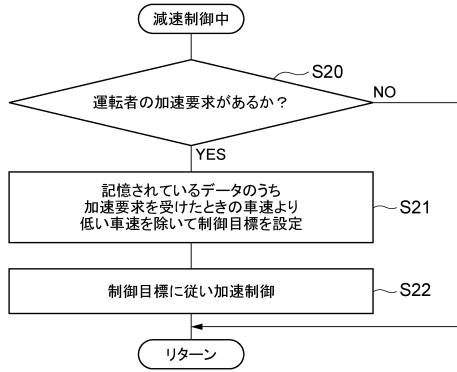 減速制御中
S20
運転者の加速要求があるか?
NO
YES
記憶されているデータのうち
加速要求を受けたときの車速より
低い車速を除いて制御目標を設定
S21
制御目標に従い加速制御
S22
リターン